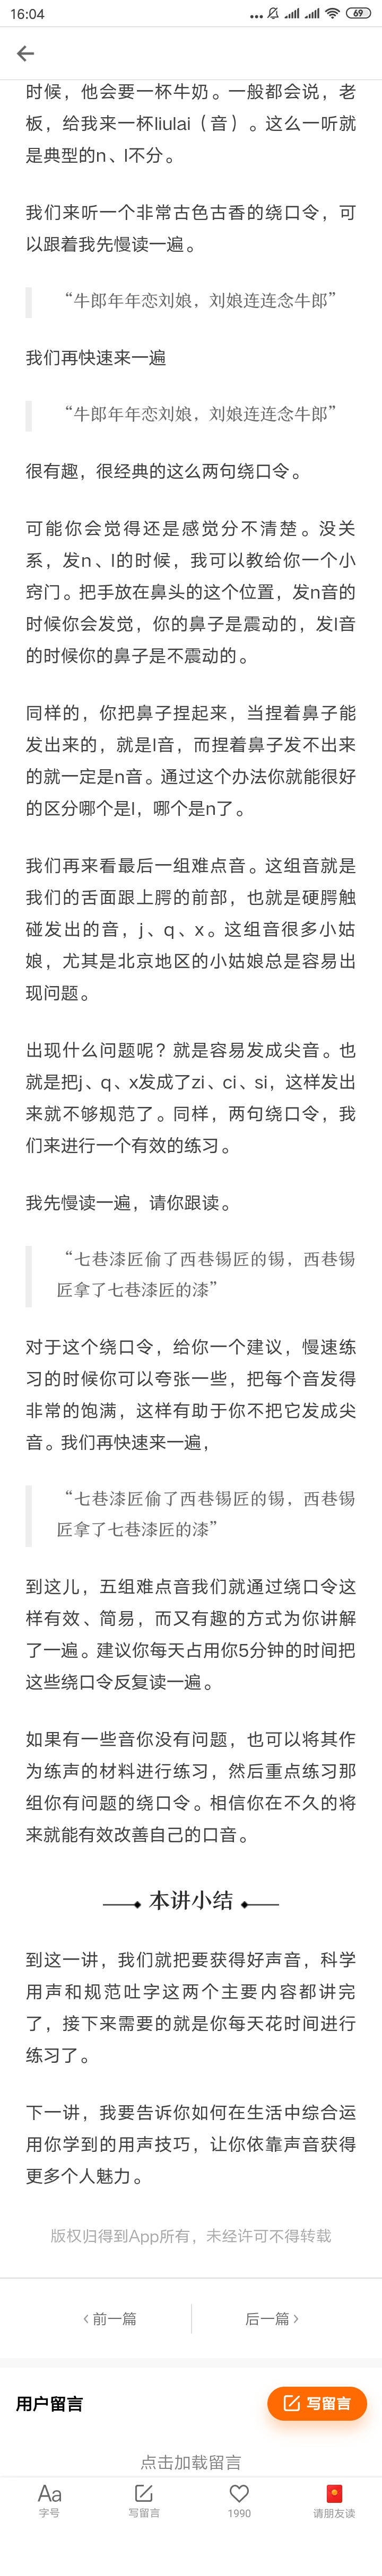 16:04
69
时候，他会要一杯牛奶。一般都会说，老
板，给我来一杯liulai（音）。这么一听就
是典型的n、l不分。
我们来听一个非常古色古香的绕口令，可
以跟着我先慢读一遍。
“牛郎年年恋刘娘，刘娘连连念牛郎”
我们再快速来一遍
“牛郎年年恋刘娘，刘娘连连念牛郎”
很有趣，很经典的这么两句绕口令。
可能你会觉得还是感觉分不清楚。没关
系，发n、l的时候，我可以教给你一个小
窍门。把手放在鼻头的这个位置，发n音的
时候你会发觉，你的鼻子是震动的，发l音
的时候你的鼻子是不震动的。
同样的，你把鼻子捏起来，当捏着鼻子能
发出来的，就是l音，而捏着鼻子发不出来
的就一定是n音。通过这个办法你就能很好
的区分哪个是l，哪个是n了。
我们再来看最后一组难点音。这组音就是
我们的舌面跟上腭的前部，也就是硬腭触
碰发出的音，j、q、x。这组音很多小姑
娘，尤其是北京地区的小姑娘总是容易出
现问题。
出现什么问题呢？就是容易发成尖音。也
就是把j、q、x发成了zi、ci、si，这样发出
来就不够规范了。同样，两句绕口令，我
们来进行一个有效的练习。
我先慢读一遍，请你跟读。
“七巷漆匠偷了西巷锡匠的锡，西巷锡
匠拿了七巷漆匠的漆”
对于这个绕口令，给你一个建议，慢速练
习的时候你可以夸张一些，把每个音发得
非常的饱满，这样有助于你不把它发成尖
音。我们再快速来一遍，
“七巷漆匠偷了西巷锡匠的锡，西巷锡
匠拿了七巷漆匠的漆”
到这儿，五组难点音我们就通过绕口令这
样有效、简易，而又有趣的方式为你讲解
了一遍。建议你每天占用你5分钟的时间把
这些绕口令反复读一遍。
如果有一些音你没有问题，也可以将其作
为练声的材料进行练习，然后重点练习那
组你有问题的绕口令。相信你在不久的将
来就能有效改善自己的口音。
本讲小结
到这一讲，我们就把要获得好声音，科学
用声和规范吐字这两个主要内容都讲完
了，接下来需要的就是你每天花时间进行
练习了。
下一讲，我要告诉你如何在生活中综合运
用你学到的用声技巧，让你依靠声音获得
更多个人魅力。
版权归得到App所有，未经许可不得转载
前一篇 后一篇
用户留言 写留言
点击加载留言
Aa
字号 写留言 1990 请朋友读